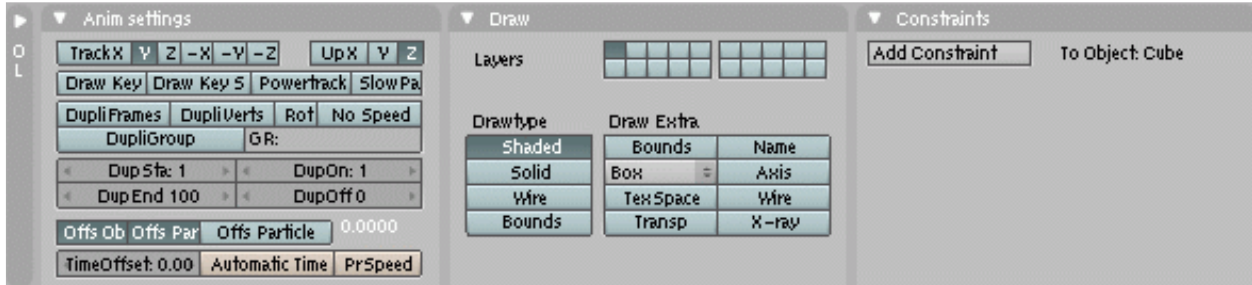 O
L
Anim settings
TrackX Y Z -X -Y -Z UpX Y Z
Draw Key Draw Key S Powertrack SlowPa
DupliFrames DupliVerts Rot No Speed
DupliGroup GR:
DupSta: 1 DupOn: 1
DupEnd 100 DupOff 0
Offs Ob Offs Par Offs Particle 0.0000
TimeOffset: 0.00 Automatic Time PrSpeed
Draw
Layers
Drawtype Draw Extra
Shaded Bounds Name
Solid Box Axis
Wire TexSpace Wire
Bounds Transp X-ray
Constraints
Add Constraint To Object: Cube